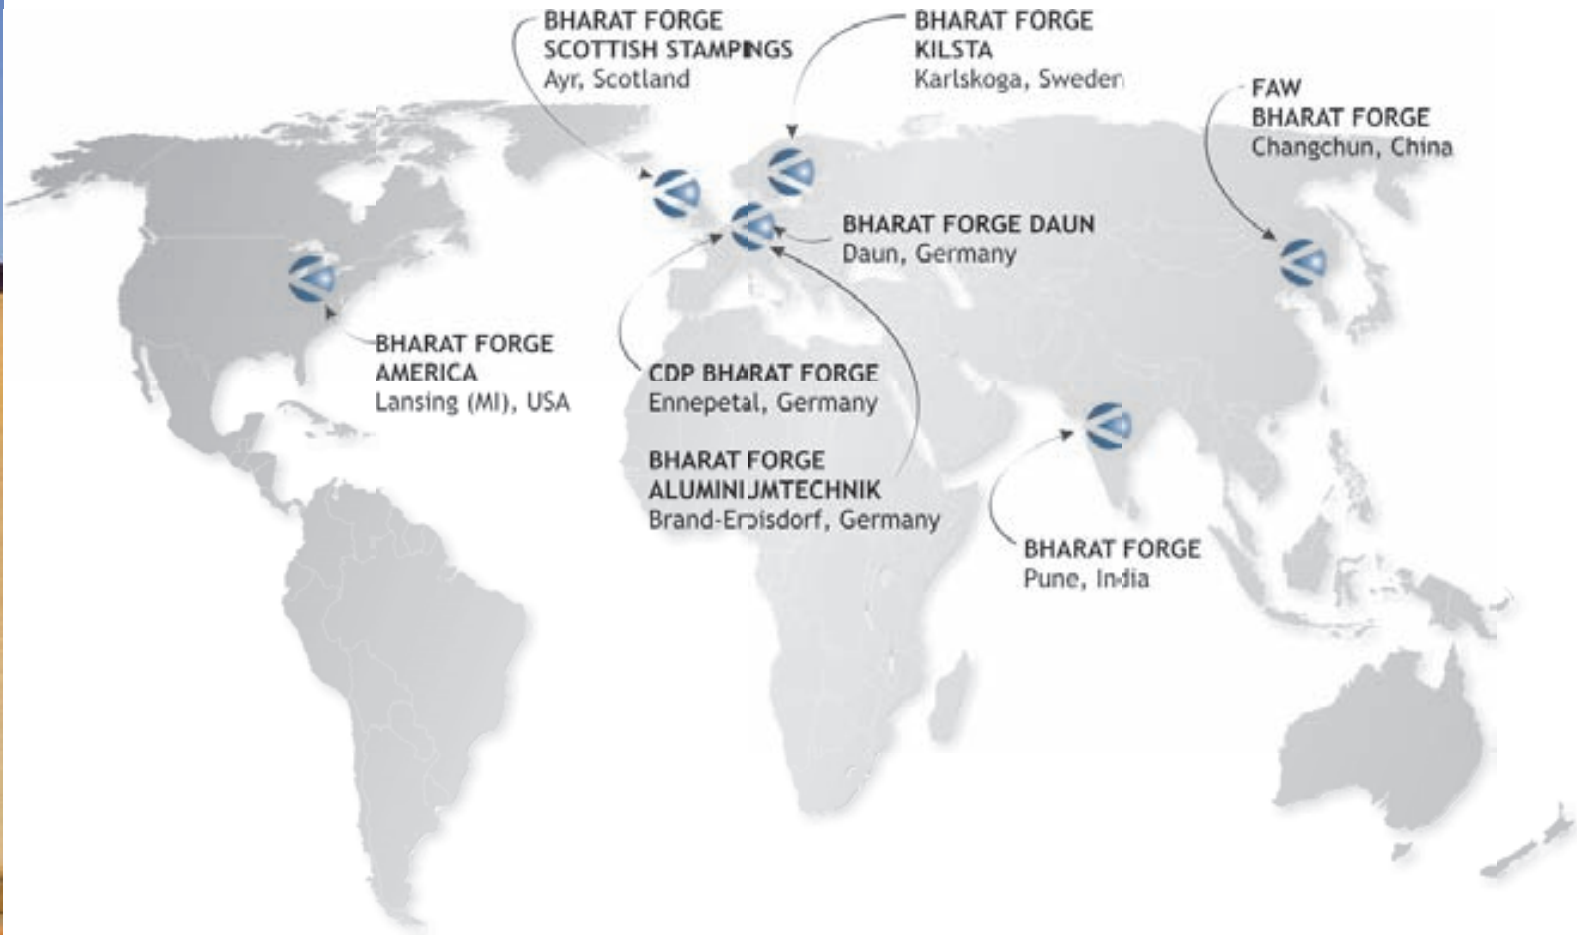 BHARAT FORGE
SCOTTISH STAMPINGS
Ayr, Scotland
BHARAT FORGE
KILSTA
Karlskoga, Sweden
FAW
BHARAT FORGE
Changchun, China
BHARAT FORGE DAUN
Daun, Germany
BHARAT FORGE
AMERICA
Lansing (MI), USA
CDP BHARAT FORGE
Ennepetal, Germany
BHARAT FORGE
ALUMINIUMTECHNIK
Brand-Erbisdorf, Germany
BHARAT FORGE
Pune, India